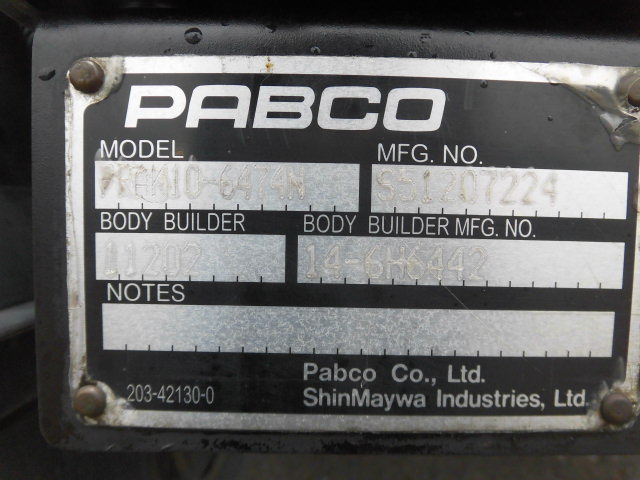 PABCO
MODEL MFG. NO.
S51207224
BODY BUILDER BODY BUILDER MFG. NO.
11202 14-6H6442
NOTES
203-42130-0
Pabco Co., Ltd.
ShinMaywa Industries, Ltd.